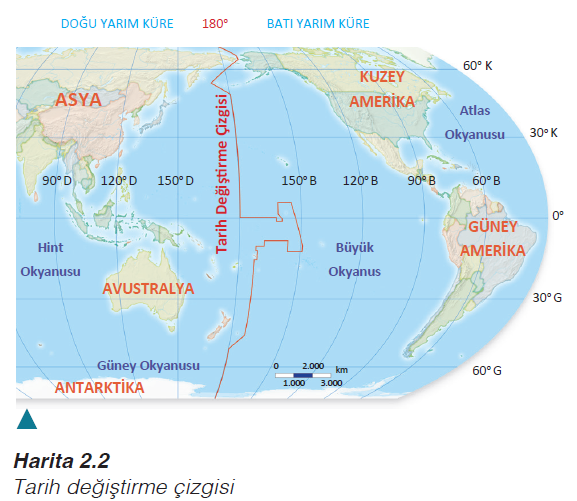 DOĞU YARIM KÜRE 180° BATI YARIM KÜRE
60° K
KUZEY
AMERİKA
ASYA
Atlas
Okyanusu
30° K
Tarih Değiştirme Çizgisi
90° D 120° D 150° D 150° B 120° B 90° B 60° B
0°
GÜNEY
AMERİKA
Hint
Okyanusu
Büyük
Okyanus
AVUSTRALYA
30° G
Güney Okyanusu
60° G
0 2.000 km
1.000 3.000
ANTARKTİKA
Harita 2.2
Tarih değiştirme çizgisi